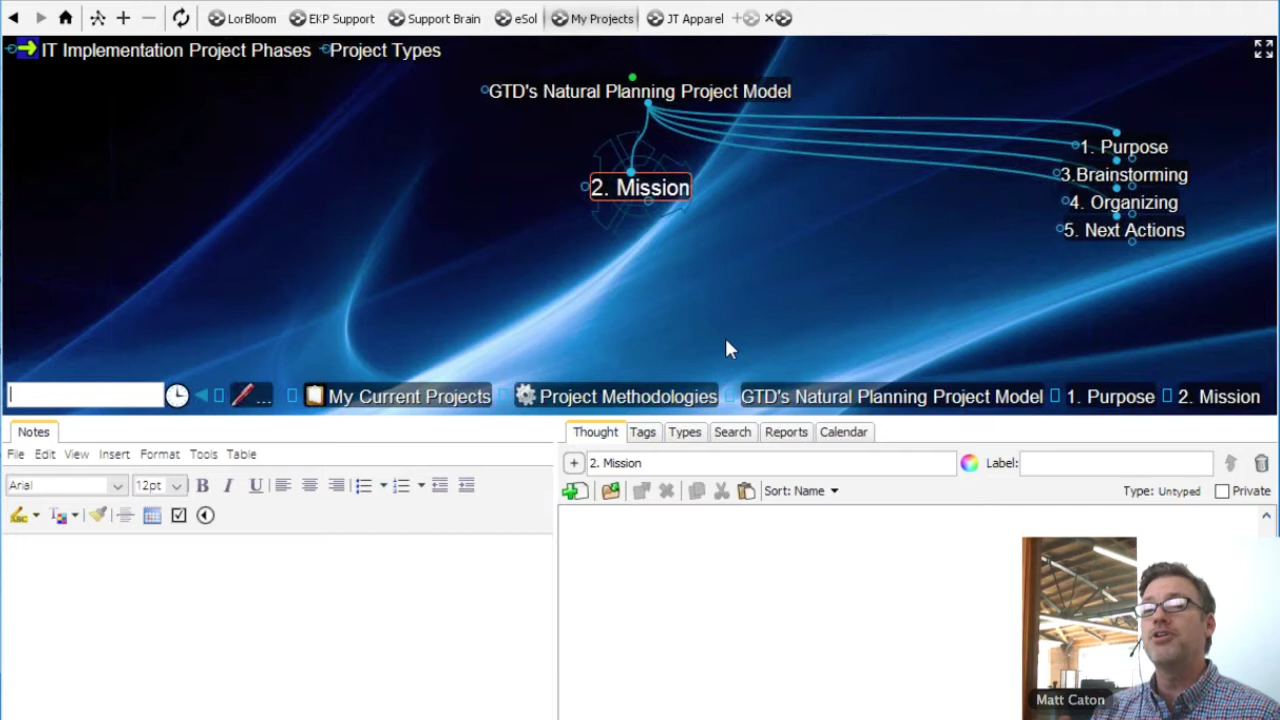 LorBloom EKP Support Support Brain eSol My Projects JT Apparel
IT Implementation Project Phases Project Types
GTD's Natural Planning Project Model
1. Purpose
2. Mission
3.Brainstorming
4. Organizing
5. Next Actions
... My Current Projects Project Methodologies GTD's Natural Planning Project Model 1. Purpose 2. Mission
Notes
File Edit View Insert Format Tools Table
Arial 12pt B I U
ABC T
Thought Tags Types Search Reports Calendar
2. Mission Label:
Sort: Name Type: Untyped Private
Matt Caton